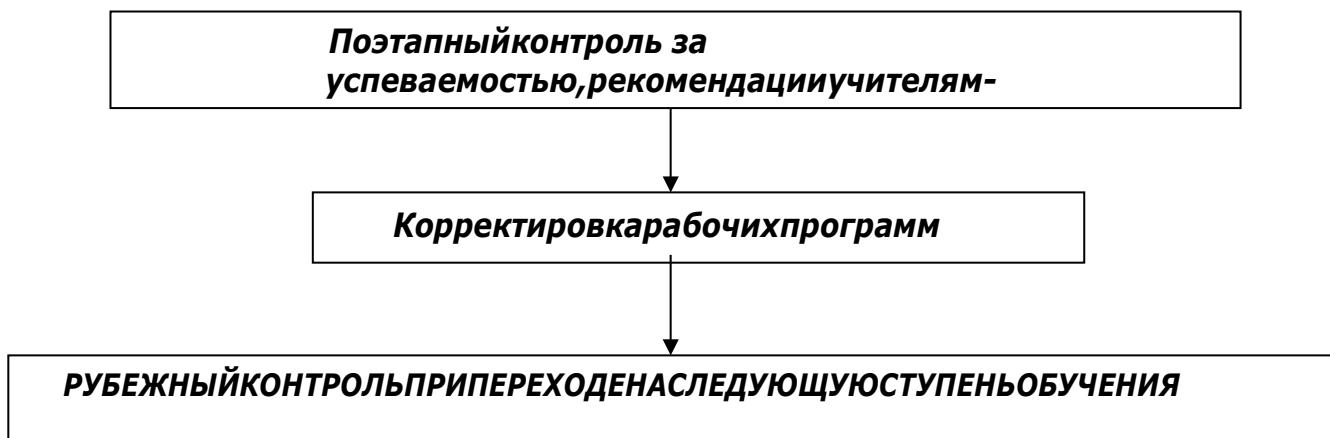 Поэтапныйконтроль за
успеваемостью,рекомендацииучителям-
Корректировкарабочихпрограмм
РУБЕЖНЫЙКОНТРОЛЬПРИПЕРЕХОДЕНАСЛЕДУЮЩУЮСТУПЕНЬОБУЧЕНИЯ